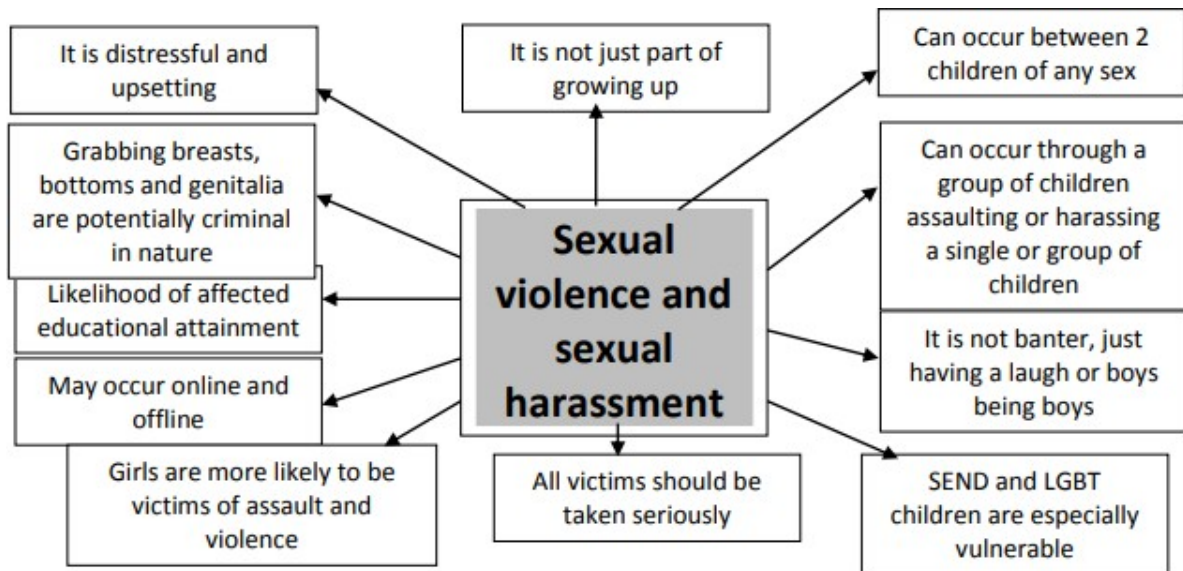 It is distressful and
upsetting
It is not just part of
growing up
Can occur between 2
children of any sex
Grabbing breasts,
bottoms and genitalia
are potentially criminal
in nature
Can occur through a
group of children
assaulting or harassing
a single or group of
children
Sexual
violence and
sexual
harassment
Likelihood of affected
educational attainment
It is not banter, just
having a laugh or boys
being boys
May occur online and
offline
Girls are more likely to be
victims of assault and
violence
All victims should be
taken seriously
SEND and LGBT
children are especially
vulnerable